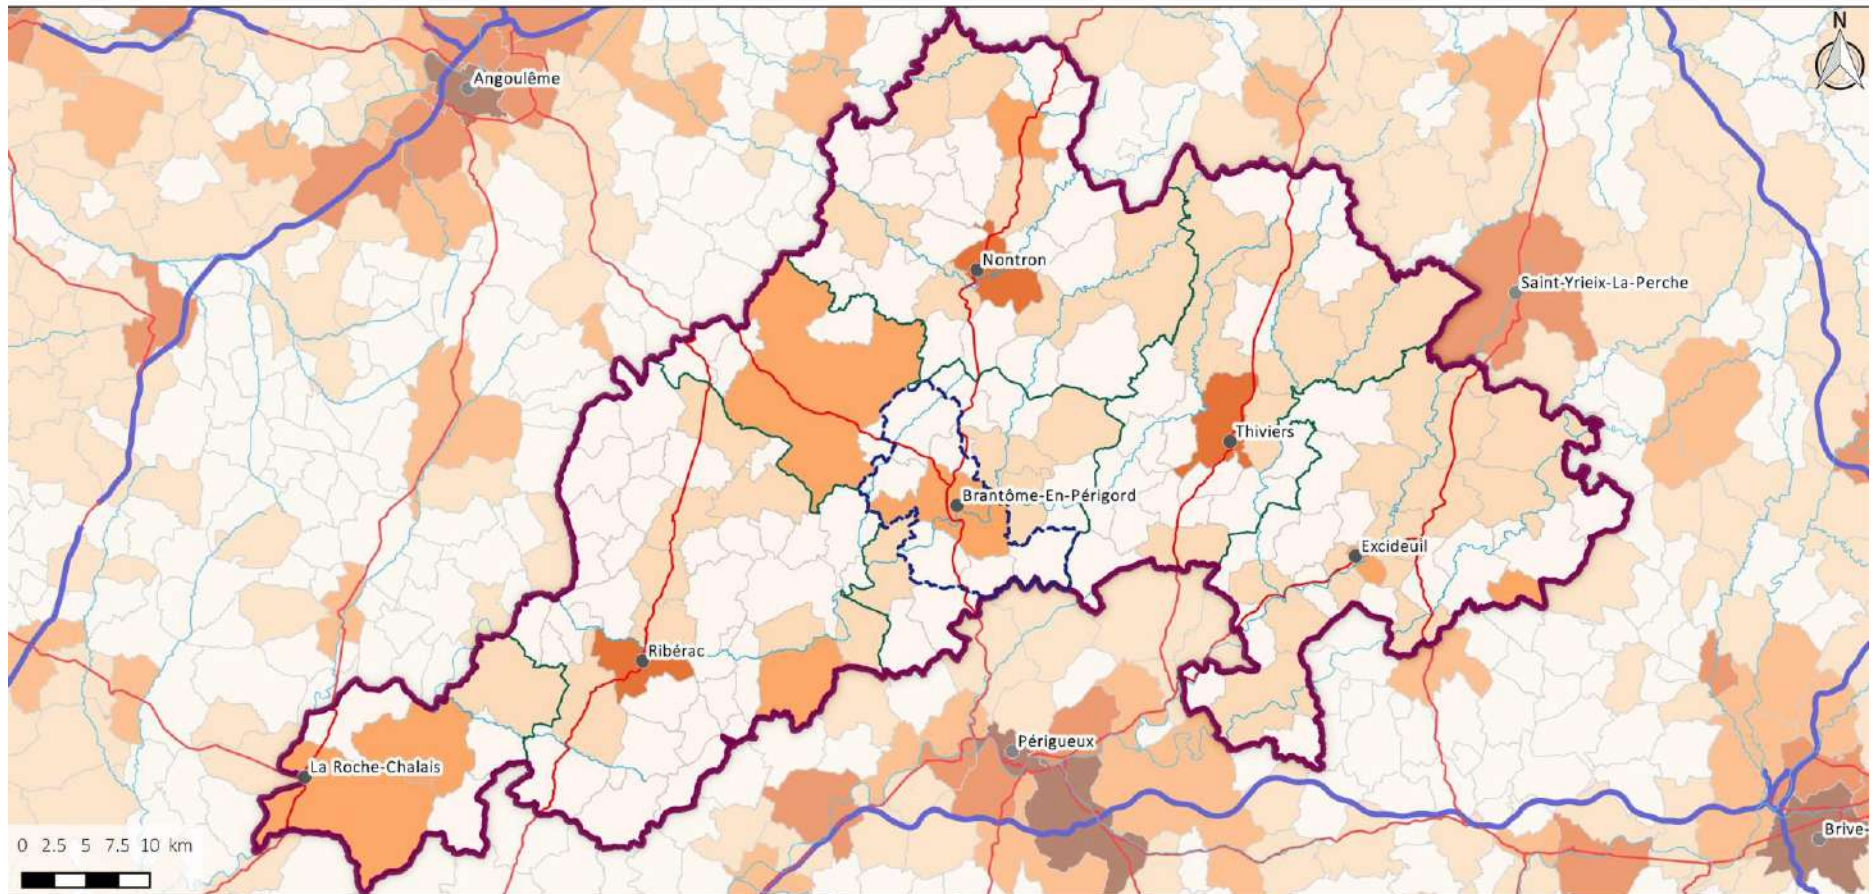 N
Angoulême
Nontron
Saint-Yrieix-La-Perche
Thiviers
Brantôme-En-Périgord
Excideuil
Ribérac
Périgueux
La Roche-Chalais
Brive-
0 2.5 5 7.5 10 km